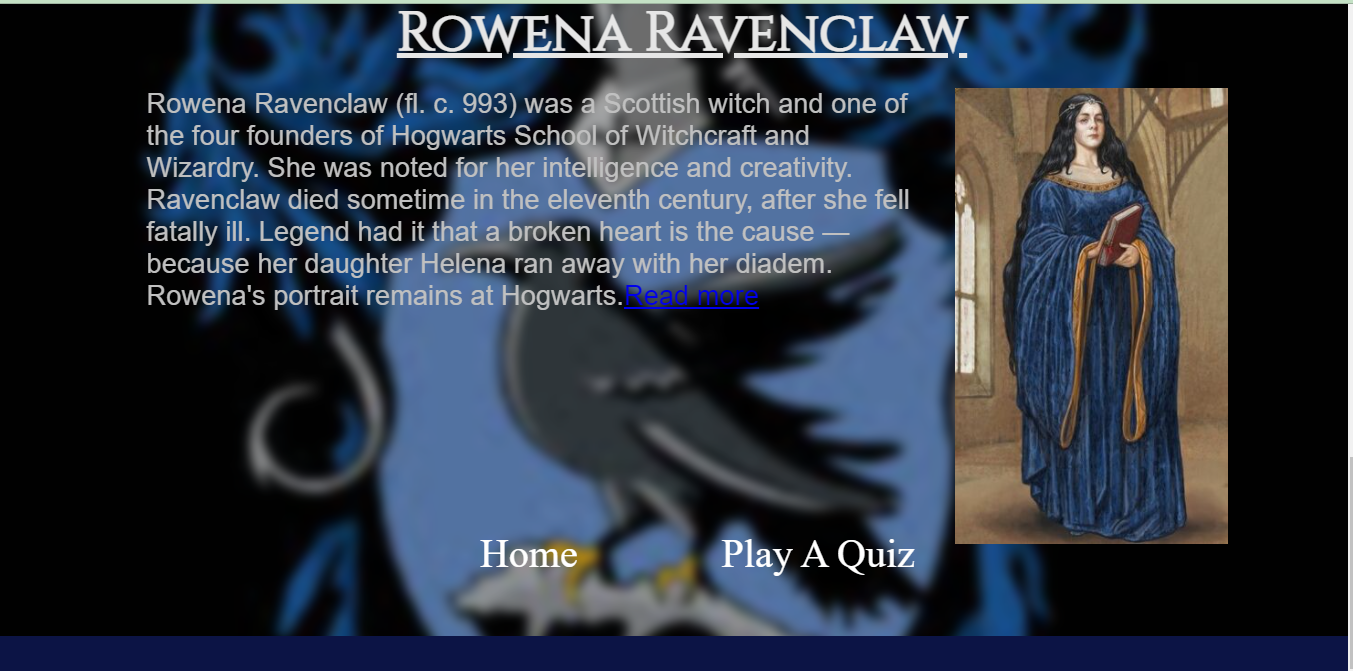 Rowena Ravenclaw
Rowena Ravenclaw (fl. c. 993) was a Scottish witch and one of
the four founders of Hogwarts School of Witchcraft and
Wizardry. She was noted for her intelligence and creativity.
Ravenclaw died sometime in the eleventh century, after she fell
fatally ill. Legend had it that a broken heart is the cause —
because her daughter Helena ran away with her diadem.
Rowena's portrait remains at Hogwarts.Read more
Home Play A Quiz